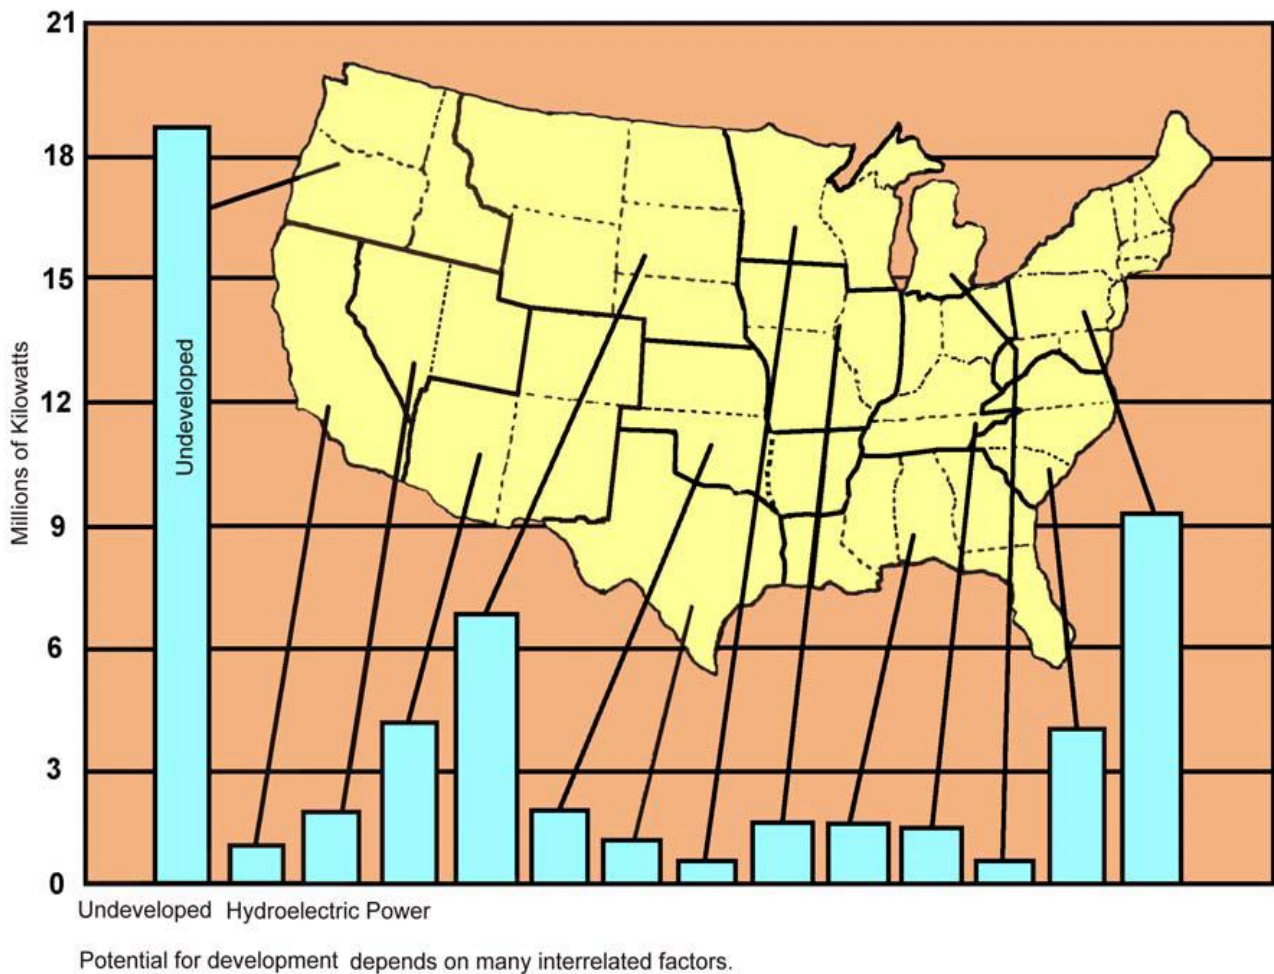 21
18
15
12
9
6
3
0
Millions of Kilowatts
Undeveloped
Undeveloped Hydroelectric Power
Potential for development depends on many interrelated factors.